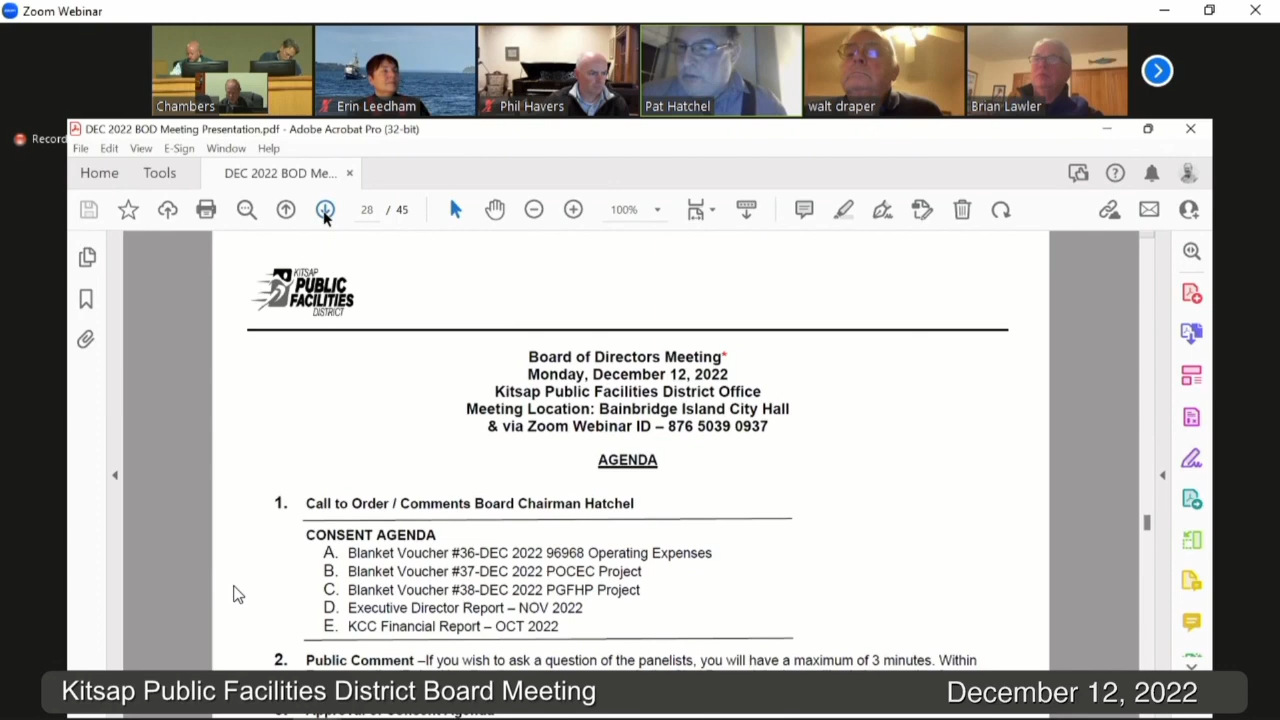 Zoom Webinar
Chambers
Erin Leedham
Phil Havers
Pat Hatchel
walt draper
Brian Lawler
Record
DEC 2022 BOD Meeting Presentation.pdf - Adobe Acrobat Pro (32-bit)
File Edit View E-Sign Window Help
Home Tools DEC 2022 BOD Me... ×
28 / 45 100%
KITSAP
PUBLIC
FACILITIES
DISTRICT
Board of Directors Meeting*
Monday, December 12, 2022
Kitsap Public Facilities District Office
Meeting Location: Bainbridge Island City Hall
& via Zoom Webinar ID – 876 5039 0937
AGENDA
1. Call to Order / Comments Board Chairman Hatchel
CONSENT AGENDA
A. Blanket Voucher #36-DEC 2022 96968 Operating Expenses
B. Blanket Voucher #37-DEC 2022 POCEC Project
C. Blanket Voucher #38-DEC 2022 PGFHP Project
D. Executive Director Report – NOV 2022
E. KCC Financial Report – OCT 2022
2. Public Comment –If you wish to ask a question of the panelists, you will have a maximum of 3 minutes. Within
Kitsap Public Facilities District Board Meeting
December 12, 2022